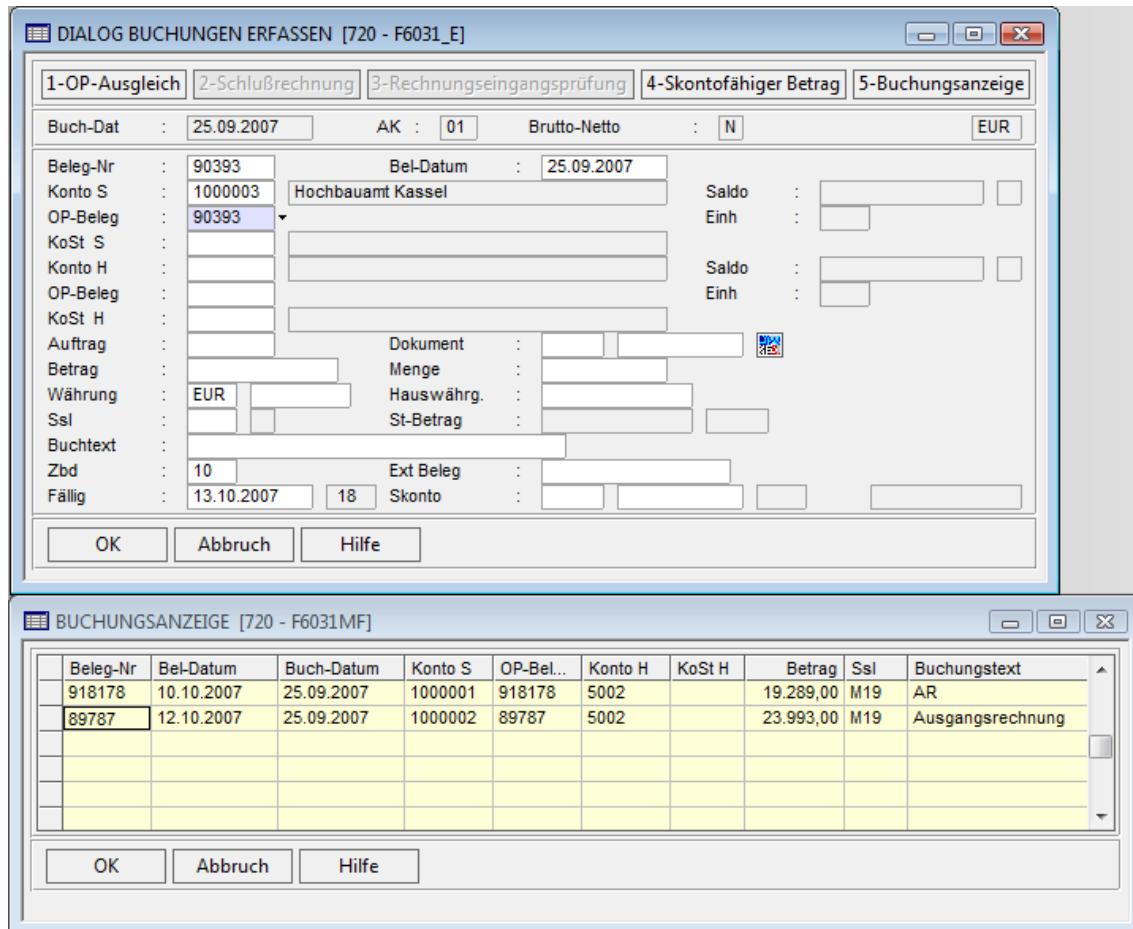 DIALOG BUCHUNGEN ERFASSEN [720 - F6031_E]
1-OP-Ausgleich 2-Schlußrechnung 3-Rechnungseingangsprüfung 4-Skontofähiger Betrag 5-Buchungsanzeige
Buch-Dat : 25.09.2007 AK : 01 Brutto-Netto : N EUR
Beleg-Nr : 90393 Bel-Datum : 25.09.2007
Konto S : 1000003 Hochbauamt Kassel Saldo :
OP-Beleg : 90393 Einh :
KoSt S :
Konto H : Saldo :
OP-Beleg : Einh :
KoSt H :
Auftrag : Dokument :
Betrag : Menge :
Währung : EUR Hauswährg. :
Ssl : St-Betrag :
Buchtext :
Zbd : 10 Ext Beleg :
Fällig : 13.10.2007 18 Skonto :
OK Abbruch Hilfe
BUCHUNGSANZEIGE [720 - F6031MF]
Beleg-Nr Bel-Datum Buch-Datum Konto S OP-Bel... Konto H KoSt H Betrag Ssl Buchungstext
918178 10.10.2007 25.09.2007 1000001 918178 5002 19.289,00 M19 AR
89787 12.10.2007 25.09.2007 1000002 89787 5002 23.993,00 M19 Ausgangsrechnung
OK Abbruch Hilfe